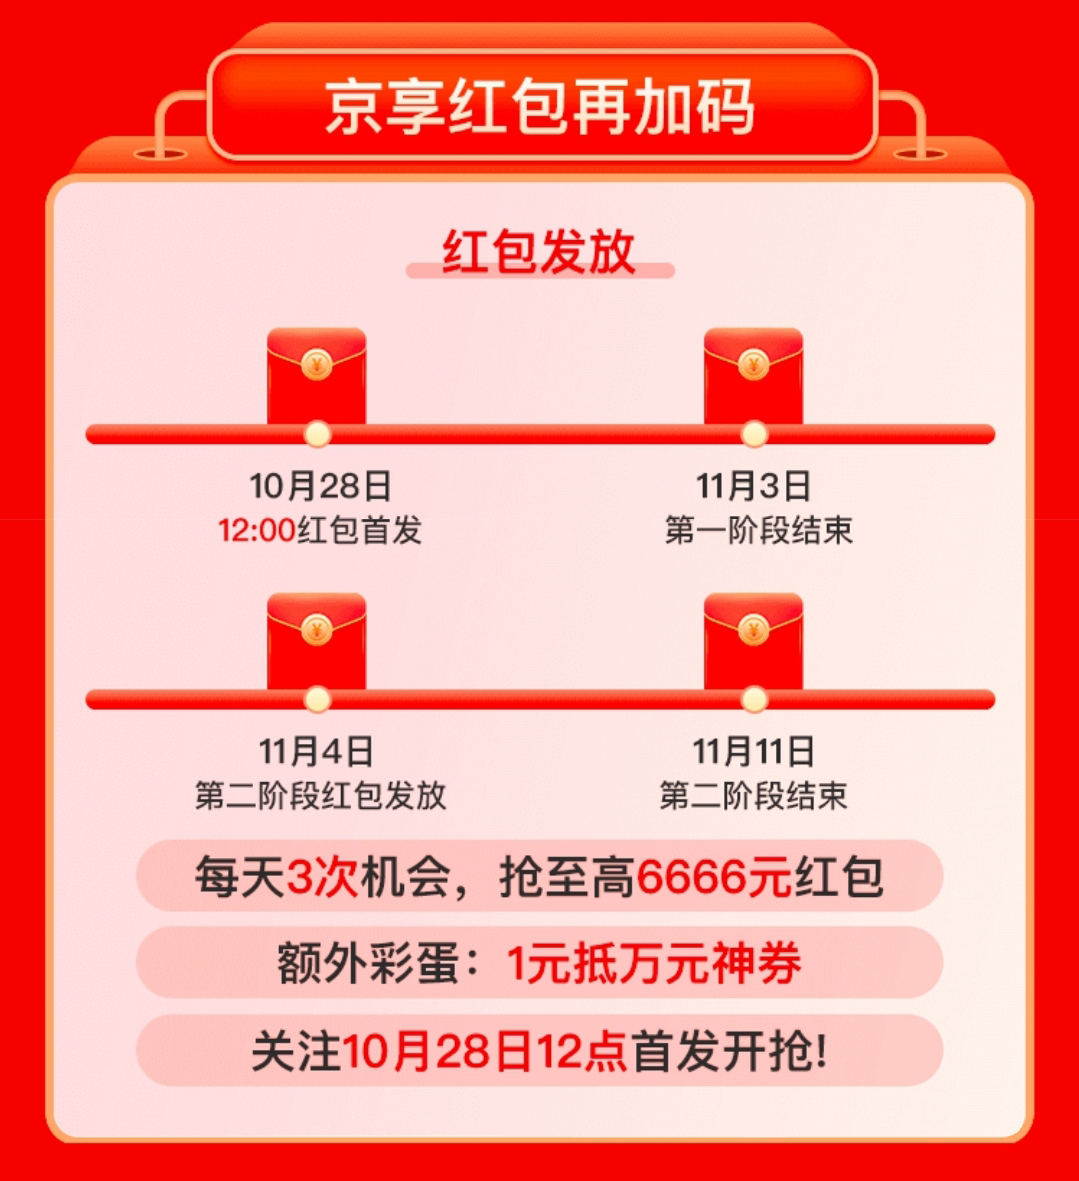 京享红包再加码
红包发放
10月28日
12:00红包首发
11月3日
第一阶段结束
11月4日
第二阶段红包发放
11月11日
第二阶段结束
每天3次机会，抢至高6666元红包
额外彩蛋：1元抵万元神券
关注10月28日12点首发开抢！